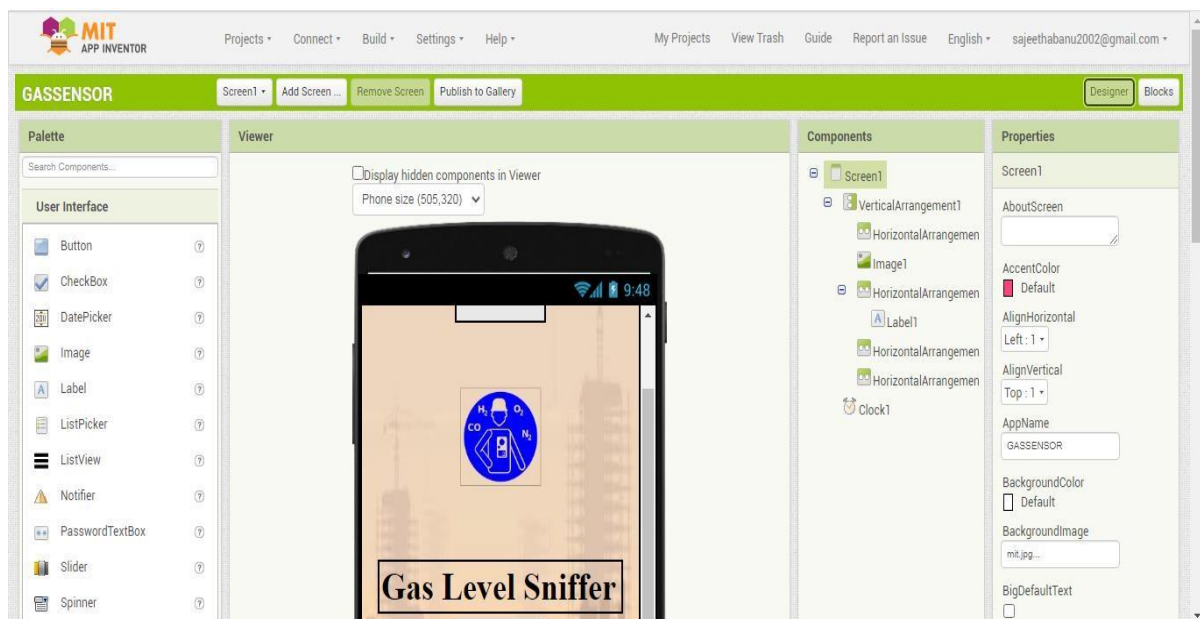 MIT
APP INVENTOR
Projects Connect Build Settings Help My Projects View Trash Guide Report an Issue English sajeethabanu2002@gmail.com
GASSENSOR Screen1 Add Screen ... Remove Screen Publish to Gallery Designer Blocks
Palette
Search Components...
User Interface
Button ?
CheckBox ?
DatePicker ?
Image ?
Label ?
ListPicker ?
ListView ?
Notifier ?
PasswordTextBox ?
Slider ?
Spinner ?
Viewer
Display hidden components in Viewer
Phone size (505,320)
9:48
H₂ O₂
CO N₂
Gas Level Sniffer
Components
Screen1
VerticalArrangement1
HorizontalArrangemen
Image1
HorizontalArrangemen
A Label1
HorizontalArrangemen
HorizontalArrangemen
Clock1
Properties
Screen1
AboutScreen
AccentColor
Default
AlignHorizontal
Left : 1
AlignVertical
Top : 1
AppName
GASSENSOR
BackgroundColor
Default
BackgroundImage
mit.jpg...
BigDefaultText